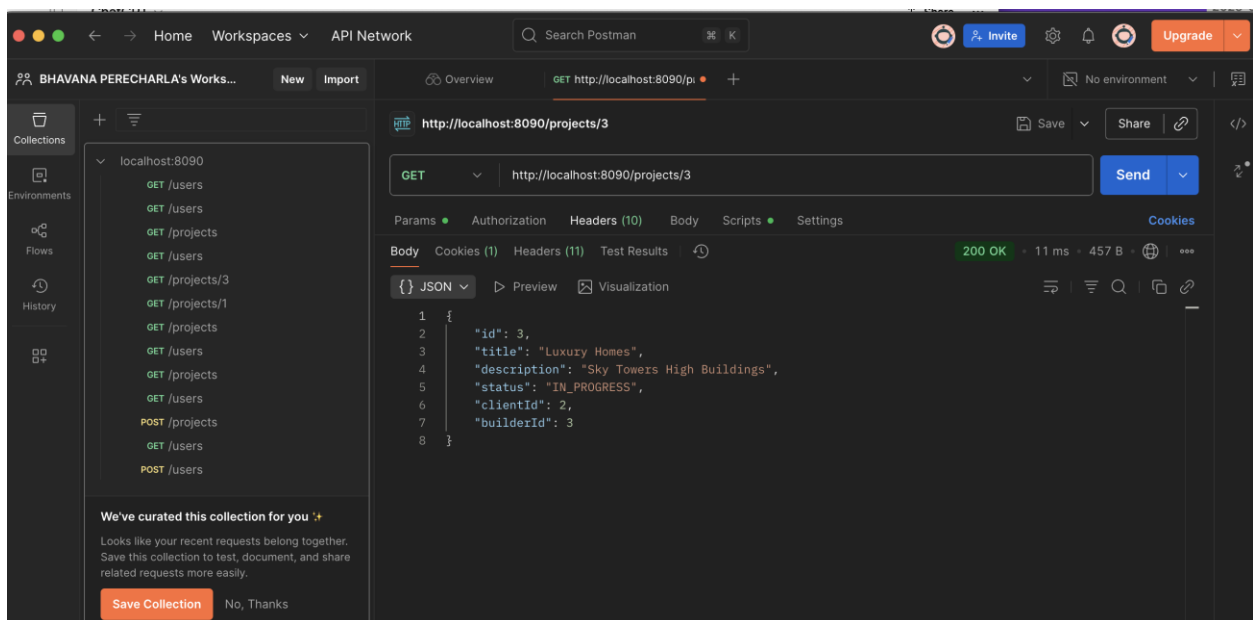 Home Workspaces API Network Search Postman ⌘ K Invite Upgrade
BHAVANA PERECHARLA's Works... New Import Overview GET http://localhost:8090/p No environment
Collections
Environments
Flows
History
localhost:8090
GET /users
GET /users
GET /projects
GET /users
GET /projects/3
GET /projects/1
GET /projects
GET /users
GET /projects
GET /users
POST /projects
GET /users
POST /users
We've curated this collection for you
Looks like your recent requests belong together.
Save this collection to test, document, and share
related requests more easily.
Save Collection No, Thanks
HTTP http://localhost:8090/projects/3 Save Share </>
GET http://localhost:8090/projects/3 Send
Params Authorization Headers (10) Body Scripts Settings Cookies
Body Cookies (1) Headers (11) Test Results 200 OK 11 ms 457 B
{} JSON Preview Visualization
1 {
2 "id": 3,
3 "title": "Luxury Homes",
4 "description": "Sky Towers High Buildings",
5 "status": "IN_PROGRESS",
6 "clientId": 2,
7 "builderId": 3
8 }